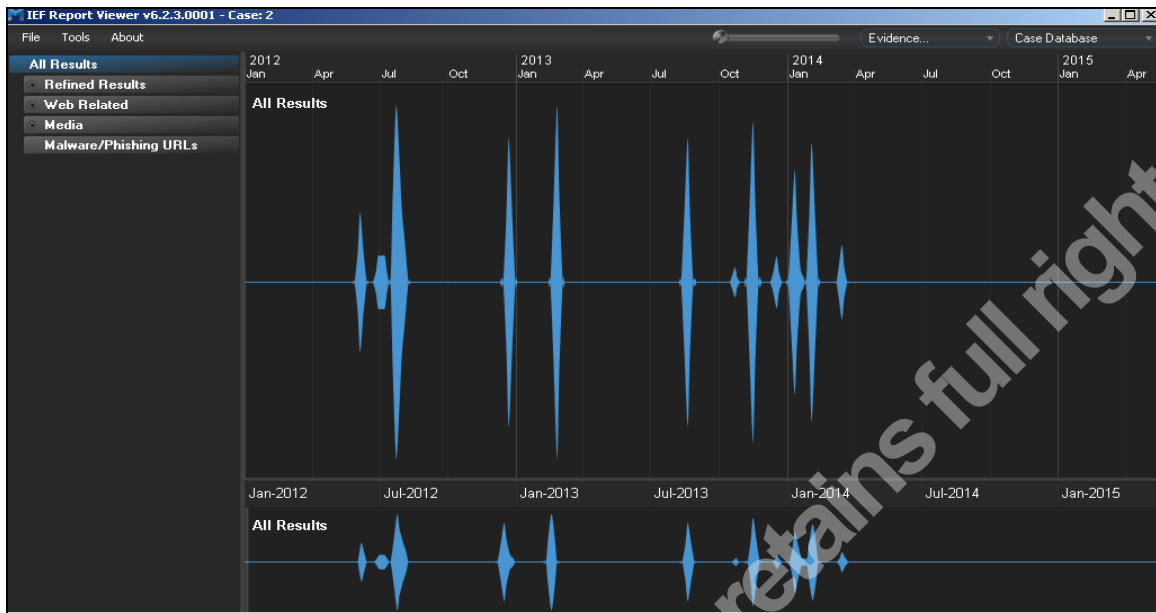 IEF Report Viewer v6.2.3.0001 - Case: 2
File Tools About Evidence... Case Database
All Results
Refined Results
Web Related
Media
Malware/Phishing URLs
2012 2013 2014 2015
Jan Apr Jul Oct Jan Apr Jul Oct Jan Apr Jul Oct Jan Apr
All Results
Jan-2012 Jul-2012 Jan-2013 Jul-2013 Jan-2014 Jul-2014 Jan-2015
All Results
retains full right